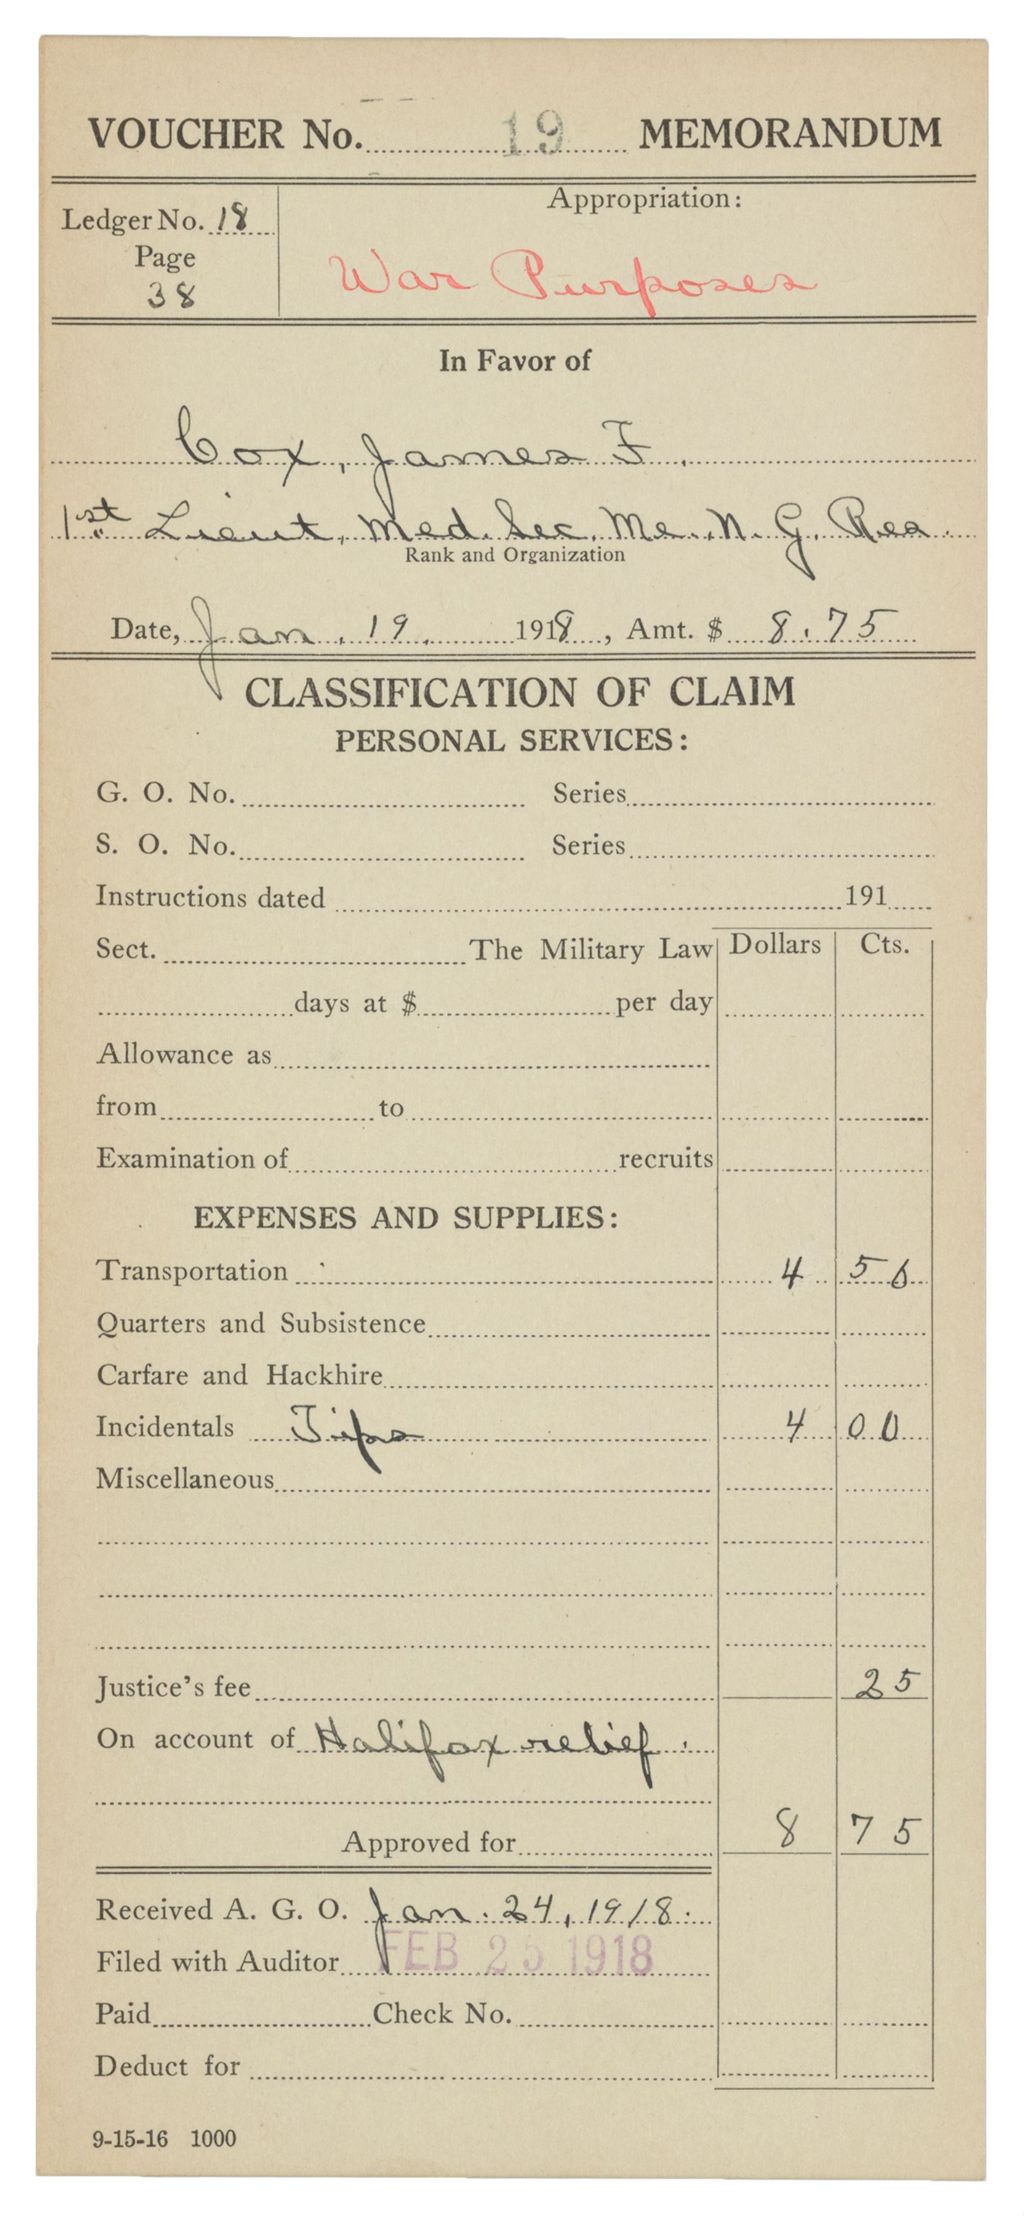 VOUCHER No. 19 MEMORANDUM
Ledger No. 18
Page
38
Appropriation:
War Purposes
In Favor of
Cox, James F.
1st Lieut, Med. Sec. Me. N. G. Res.
Rank and Organization
Date, Jan. 19. 1918, Amt. $ 8.75
CLASSIFICATION OF CLAIM
PERSONAL SERVICES:
G. O. No. Series
S. O. No. Series
Instructions dated 191
Sect. The Military Law Dollars Cts.
days at $ per day
Allowance as
from to
Examination of recruits
EXPENSES AND SUPPLIES:
Transportation 4 50
Quarters and Subsistence
Carfare and Hackhire
Incidentals Tips 4 00
Miscellaneous
Justice's fee 25
On account of Halifax relief.
Approved for 8 75
Received A. G. O. Jan. 24, 1918.
Filed with Auditor FEB 25 1918
Paid Check No.
Deduct for
9-15-16 1000